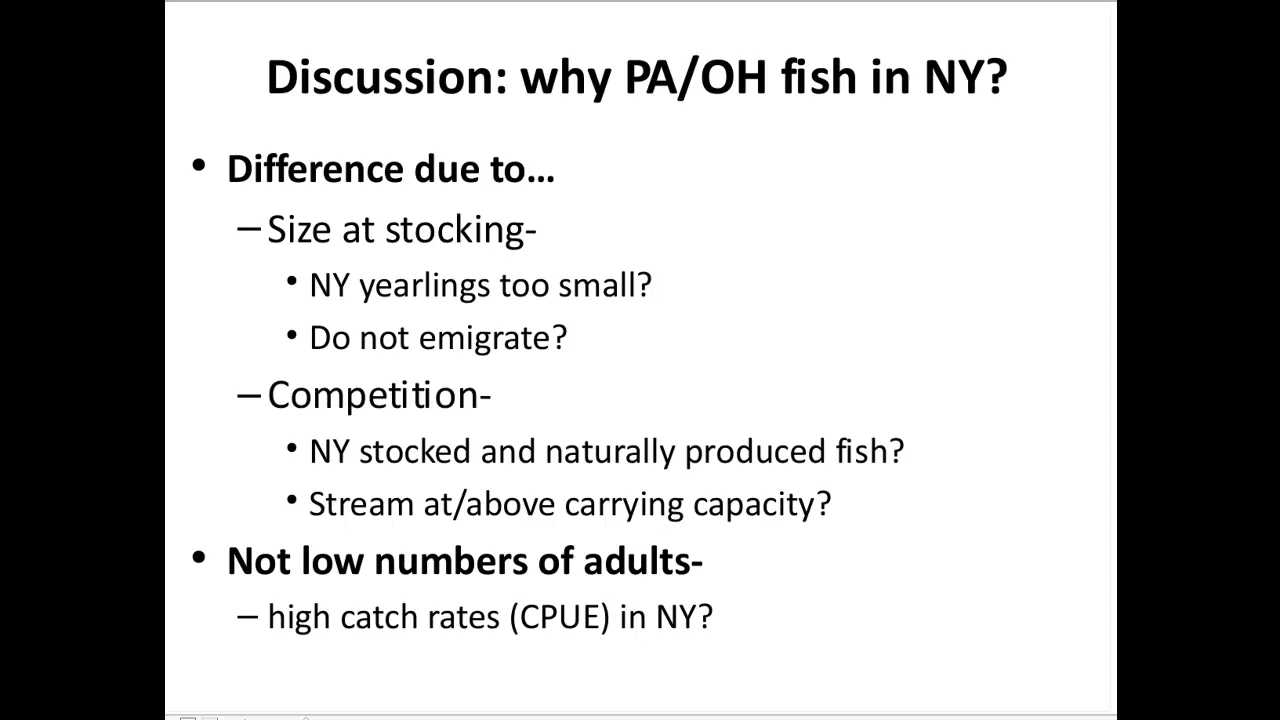 Discussion: why PA/OH fish in NY?
• Difference due to…
– Size at stocking-
• NY yearlings too small?
• Do not emigrate?
– Competition-
• NY stocked and naturally produced fish?
• Stream at/above carrying capacity?
• Not low numbers of adults-
– high catch rates (CPUE) in NY?